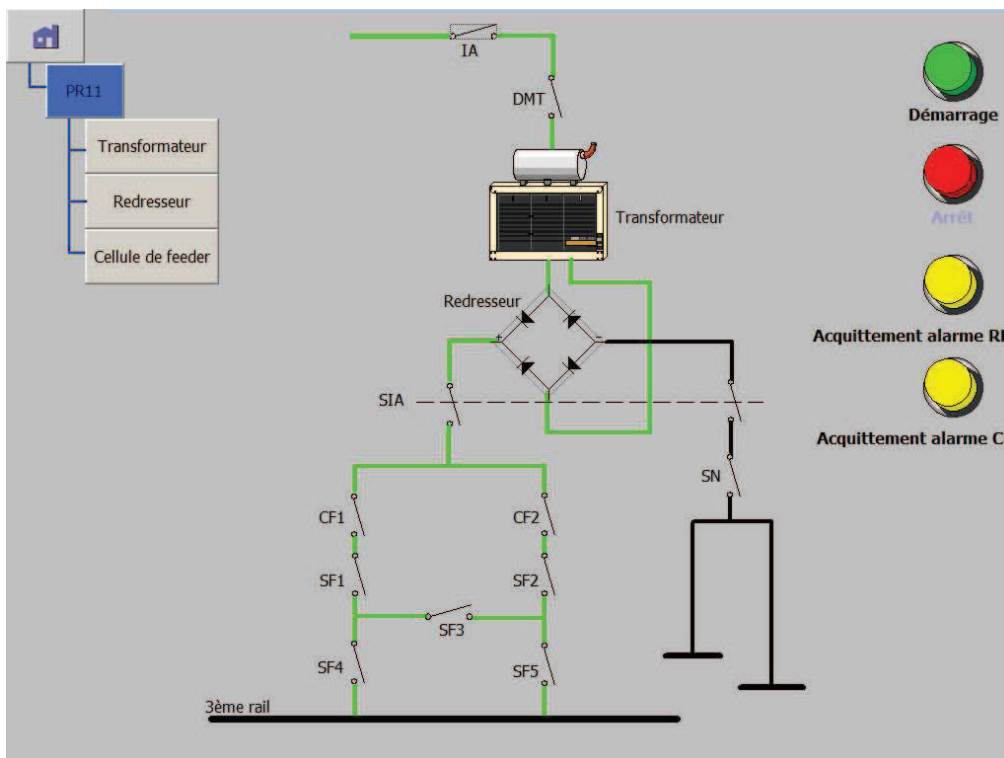 PR11
Transformateur
Redresseur
Cellule de feeder
IA
DMT
Transformateur
Redresseur
+
-
SIA
SN
CF1
CF2
SF1
SF2
SF3
SF4
SF5
3ème rail
Démarrage
Arrêt
Acquittement alarme RI
Acquittement alarme C